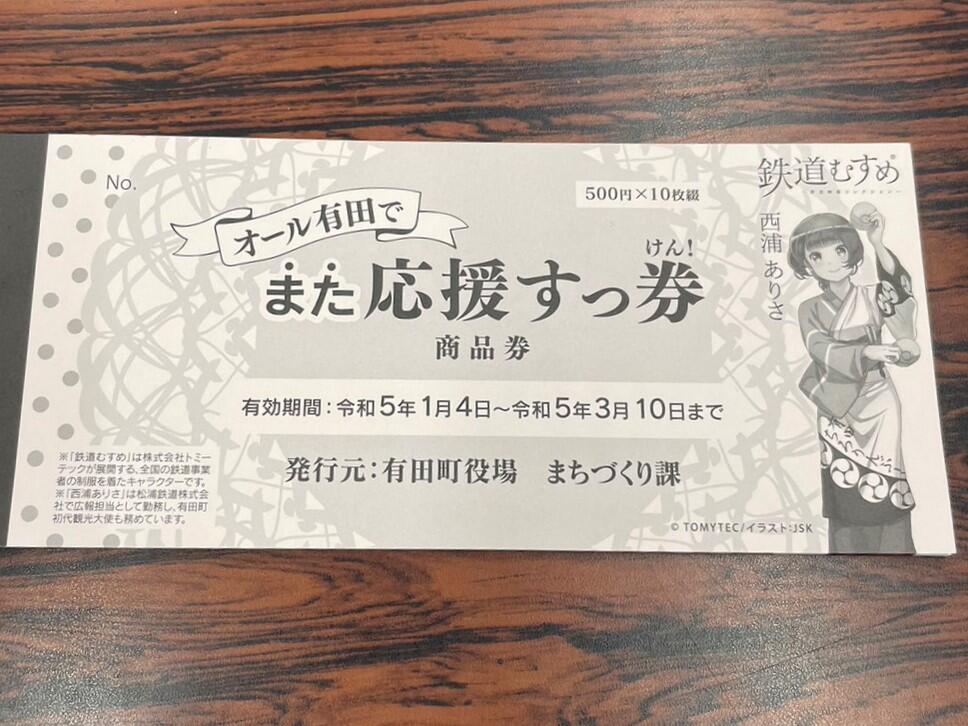 No.
500円×10枚綴
鉄道むすめ
西浦ありさ
オール有田で
けん!
また応援すっ券
商品券
有効期間:令和5年1月4日〜令和5年3月10日まで
発行元:有田町役場 まちづくり課
※「鉄道むすめ」は株式会社トミー
テックが展開する、全国の鉄道事業
者の制服を着たキャラクターです。
※「西浦ありさ」は松浦鉄道株式会
社で広報担当として勤務し、有田町
初代観光大使も務めています。
© TOMYTEC/イラスト:JSK